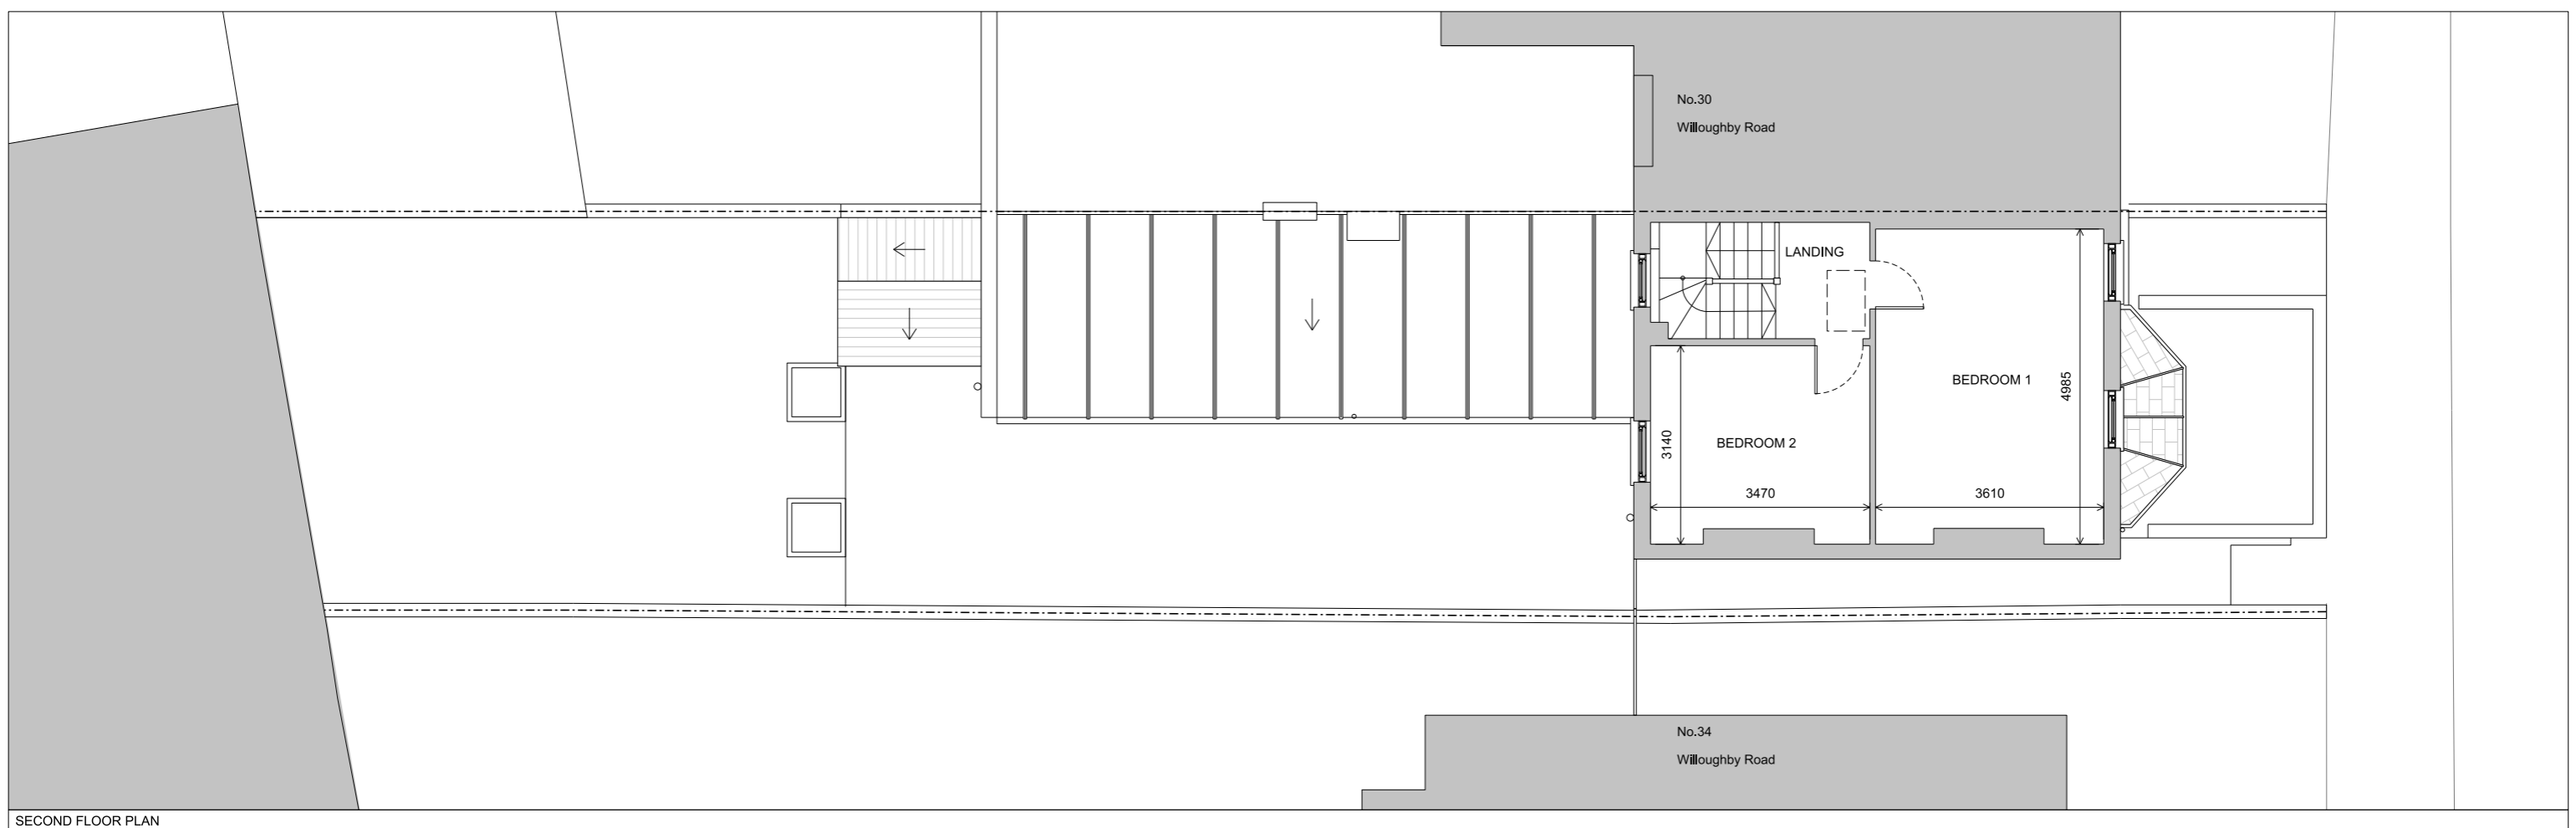 No.30
Willoughby Road
LANDING
BEDROOM 1
4985
BEDROOM 2
3140
3470
3610
No.34
Willoughby Road
SECOND FLOOR PLAN